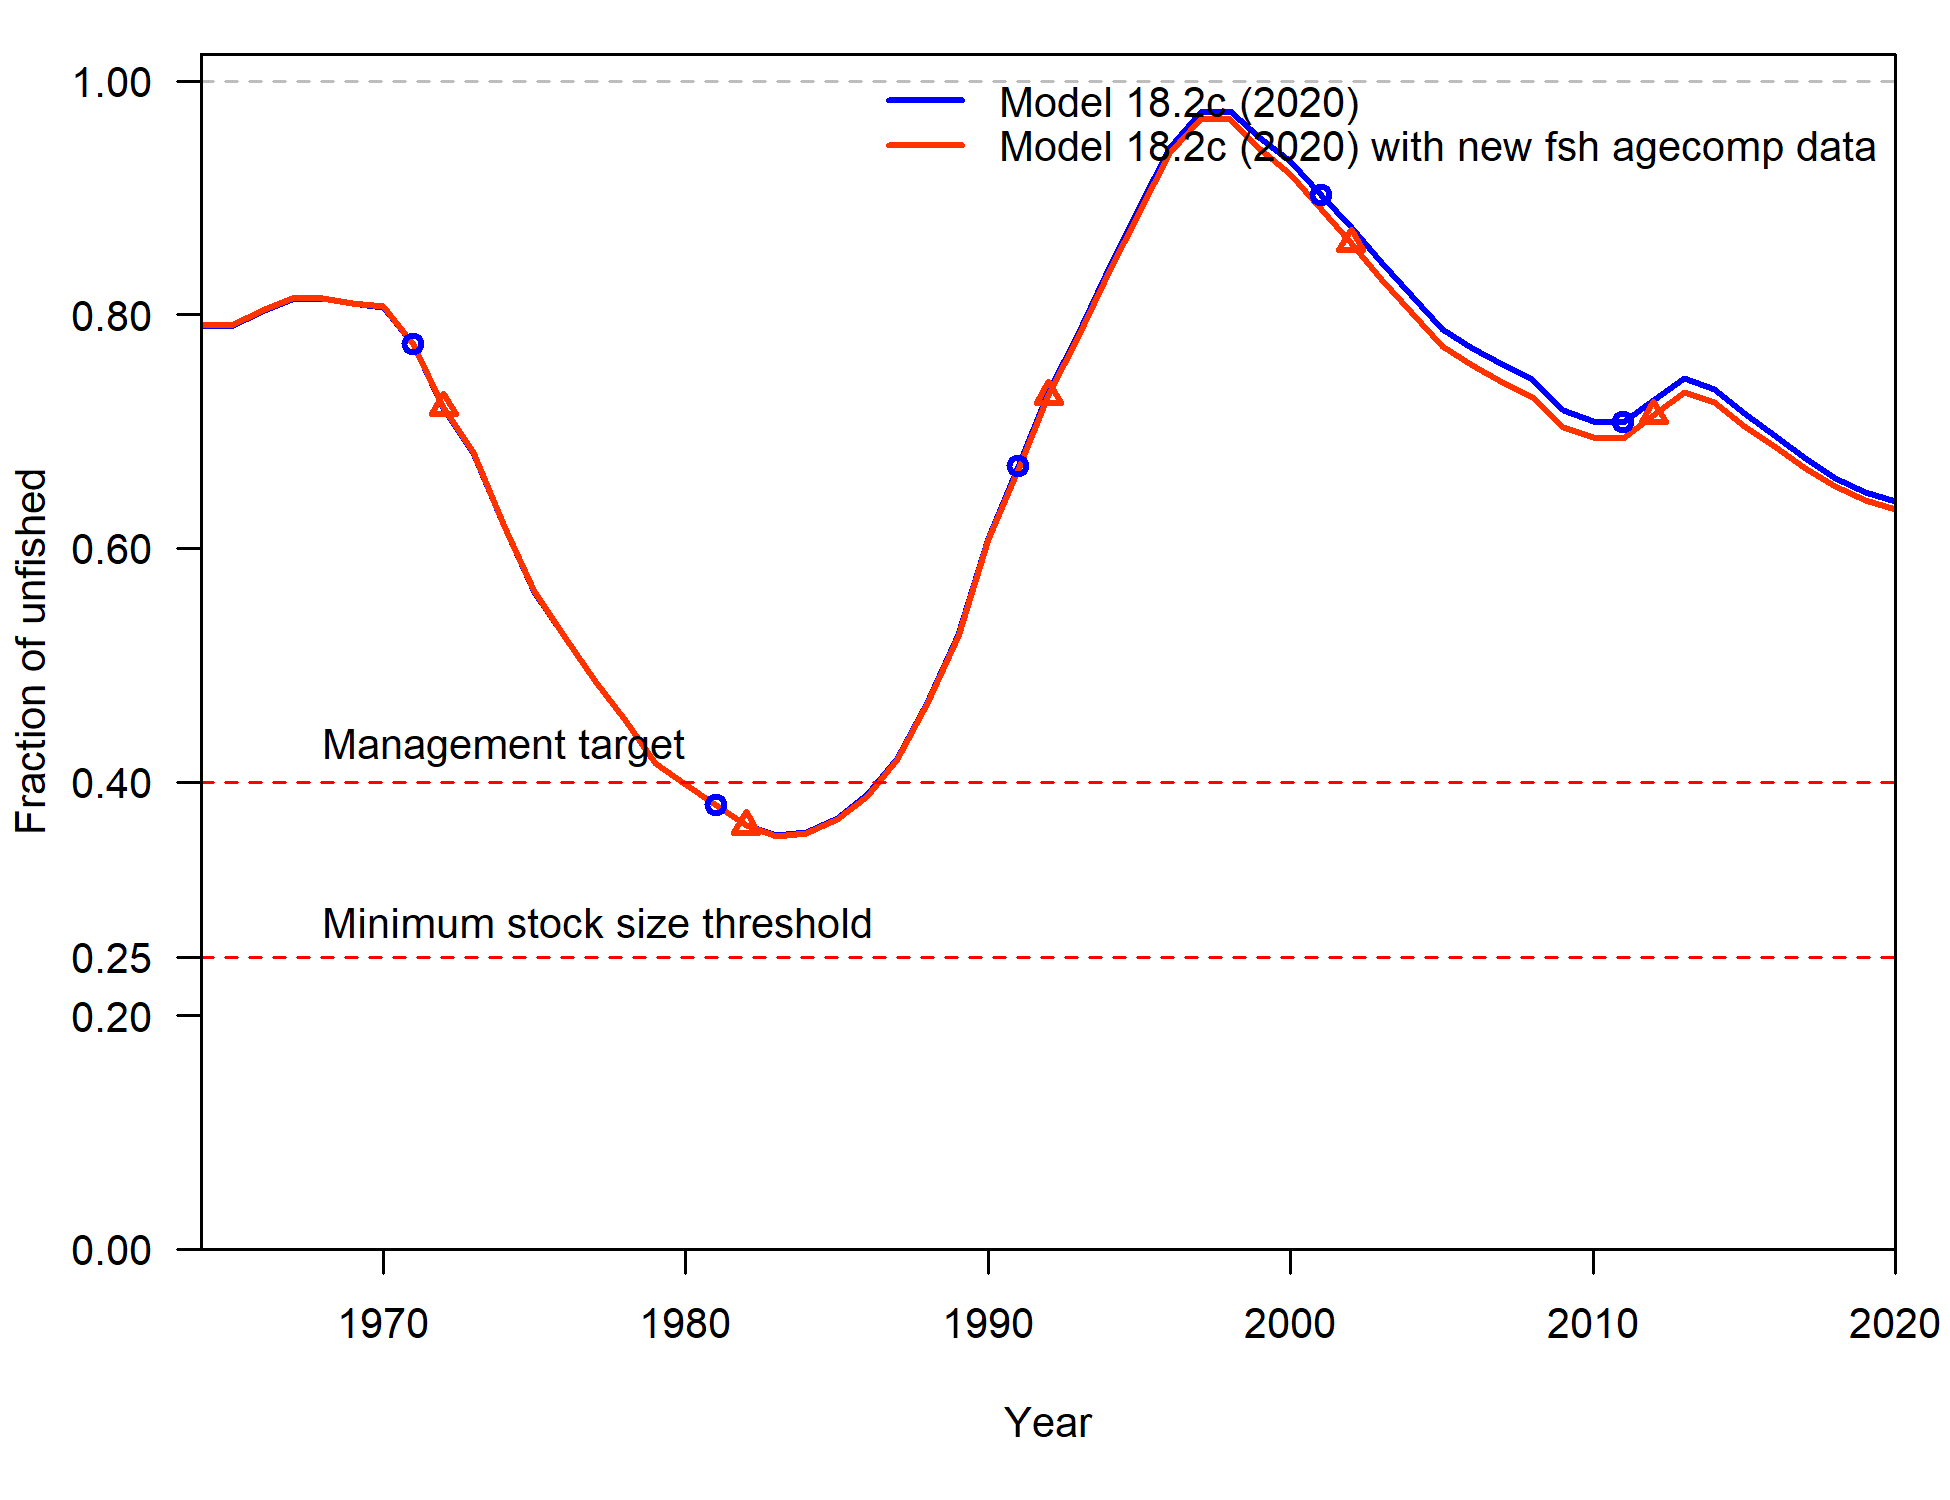 1.00
Model 18.2c (2020)
Model 18.2c (2020) with new fsh agecomp data
0.80
0.60
Fraction of unfished
Management target
0.40
Minimum stock size threshold
0.25
0.20
0.00
1970 1980 1990 2000 2010 2020
Year